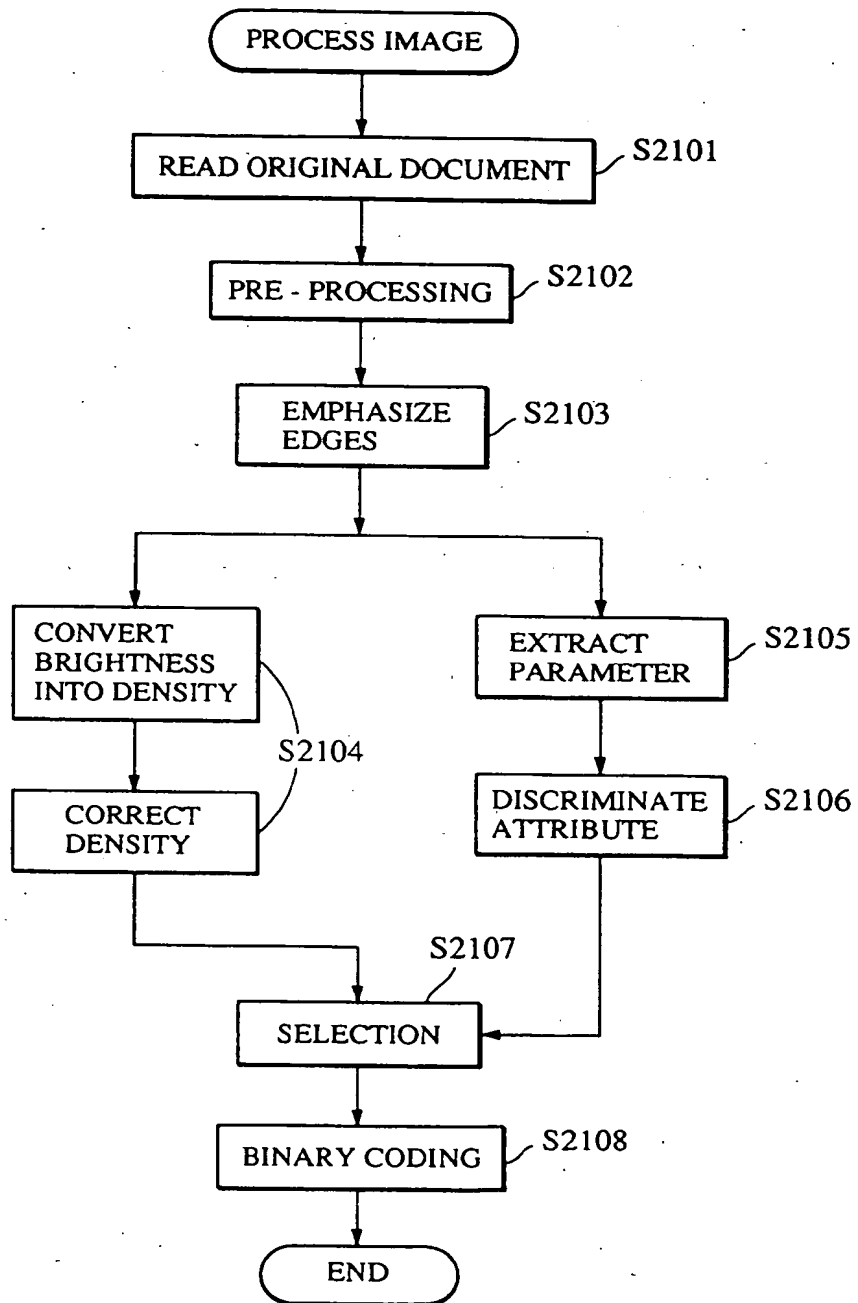 PROCESS IMAGE
READ ORIGINAL DOCUMENT
S2101
PRE - PROCESSING
S2102
EMPHASIZE
EDGES
S2103
CONVERT
BRIGHTNESS
INTO DENSITY
S2104
CORRECT
DENSITY
EXTRACT
PARAMETER
S2105
DISCRIMINATE
ATTRIBUTE
S2106
S2107
SELECTION
BINARY CODING
S2108
END